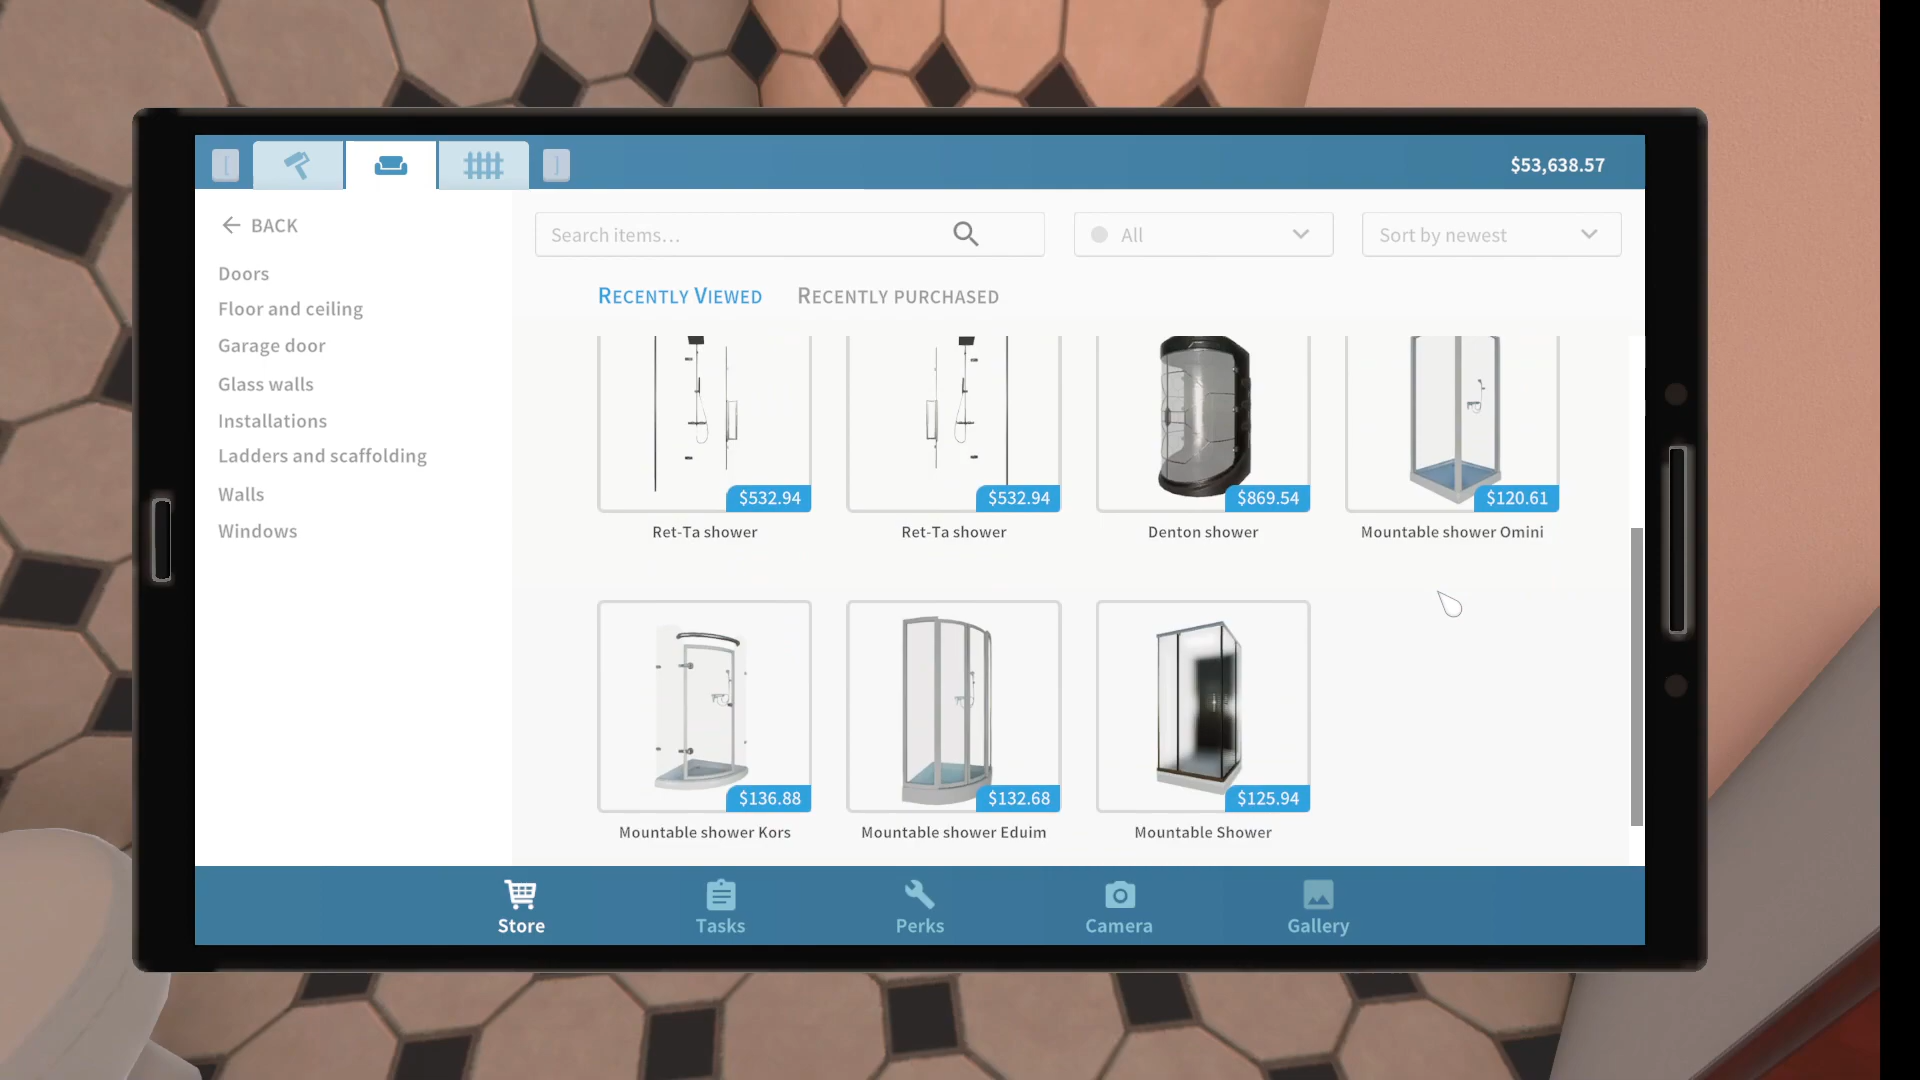 [
]
$53,638.57
BACK
Doors
Floor and ceiling
Garage door
Glass walls
Installations
Ladders and scaffolding
Walls
Windows
Search items...
All
Sort by newest
RECENTLY VIEWED
RECENTLY PURCHASED
$532.94
$532.94
$869.54
$120.61
Ret-Ta shower
Ret-Ta shower
Denton shower
Mountable shower Omini
$136.88
$132.68
$125.94
Mountable shower Kors
Mountable shower Eduim
Mountable Shower
Store
Tasks
Perks
Camera
Gallery